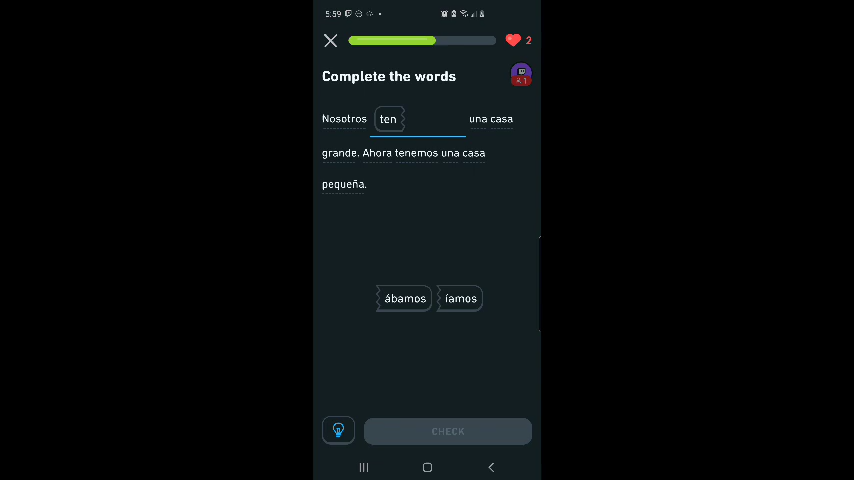 5:59
2
Complete the words
1
Nosotros ten una casa
grande. Ahora tenemos una casa
pequeña.
ábamos íamos
CHECK